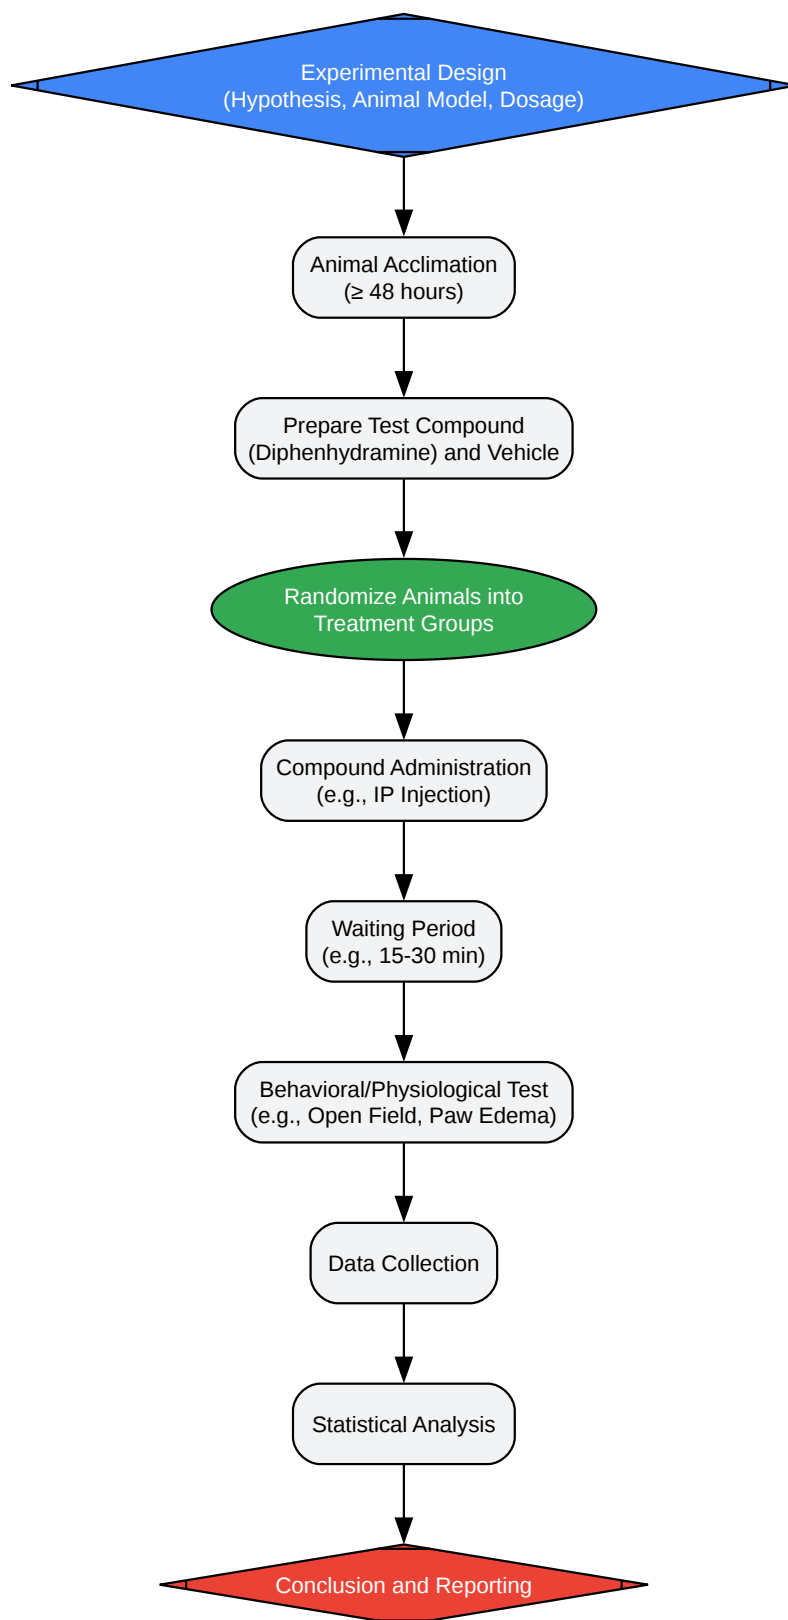 Experimental Design
(Hypothesis, Animal Model, Dosage)
Animal Acclimation
(≥ 48 hours)
Prepare Test Compound
(Diphenhydramine) and Vehicle
Randomize Animals into
Treatment Groups
Compound Administration
(e.g., IP Injection)
Waiting Period
(e.g., 15-30 min)
Behavioral/Physiological Test
(e.g., Open Field, Paw Edema)
Data Collection
Statistical Analysis
Conclusion and Reporting